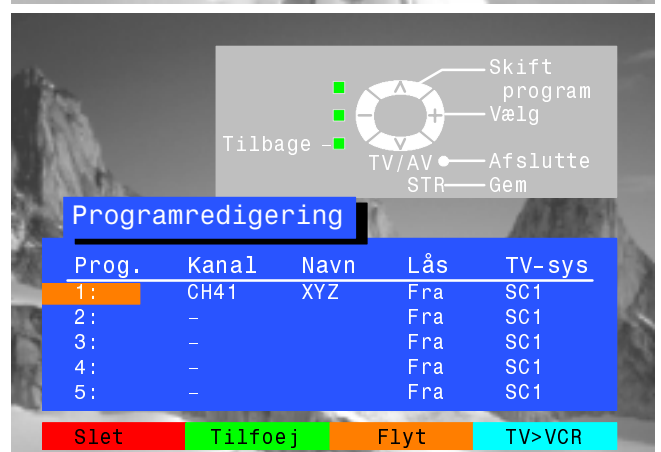 Skift
program
Vælg
Tilbage
TV/AV Afslutte
STR Gem
Programredigering
Prog. Kanal Navn Lås TV-sys
1: CH41 XYZ Fra SC1
2: – Fra SC1
3: – Fra SC1
4: – Fra SC1
5: – Fra SC1
Slet Tilfoej Flyt TV>VCR